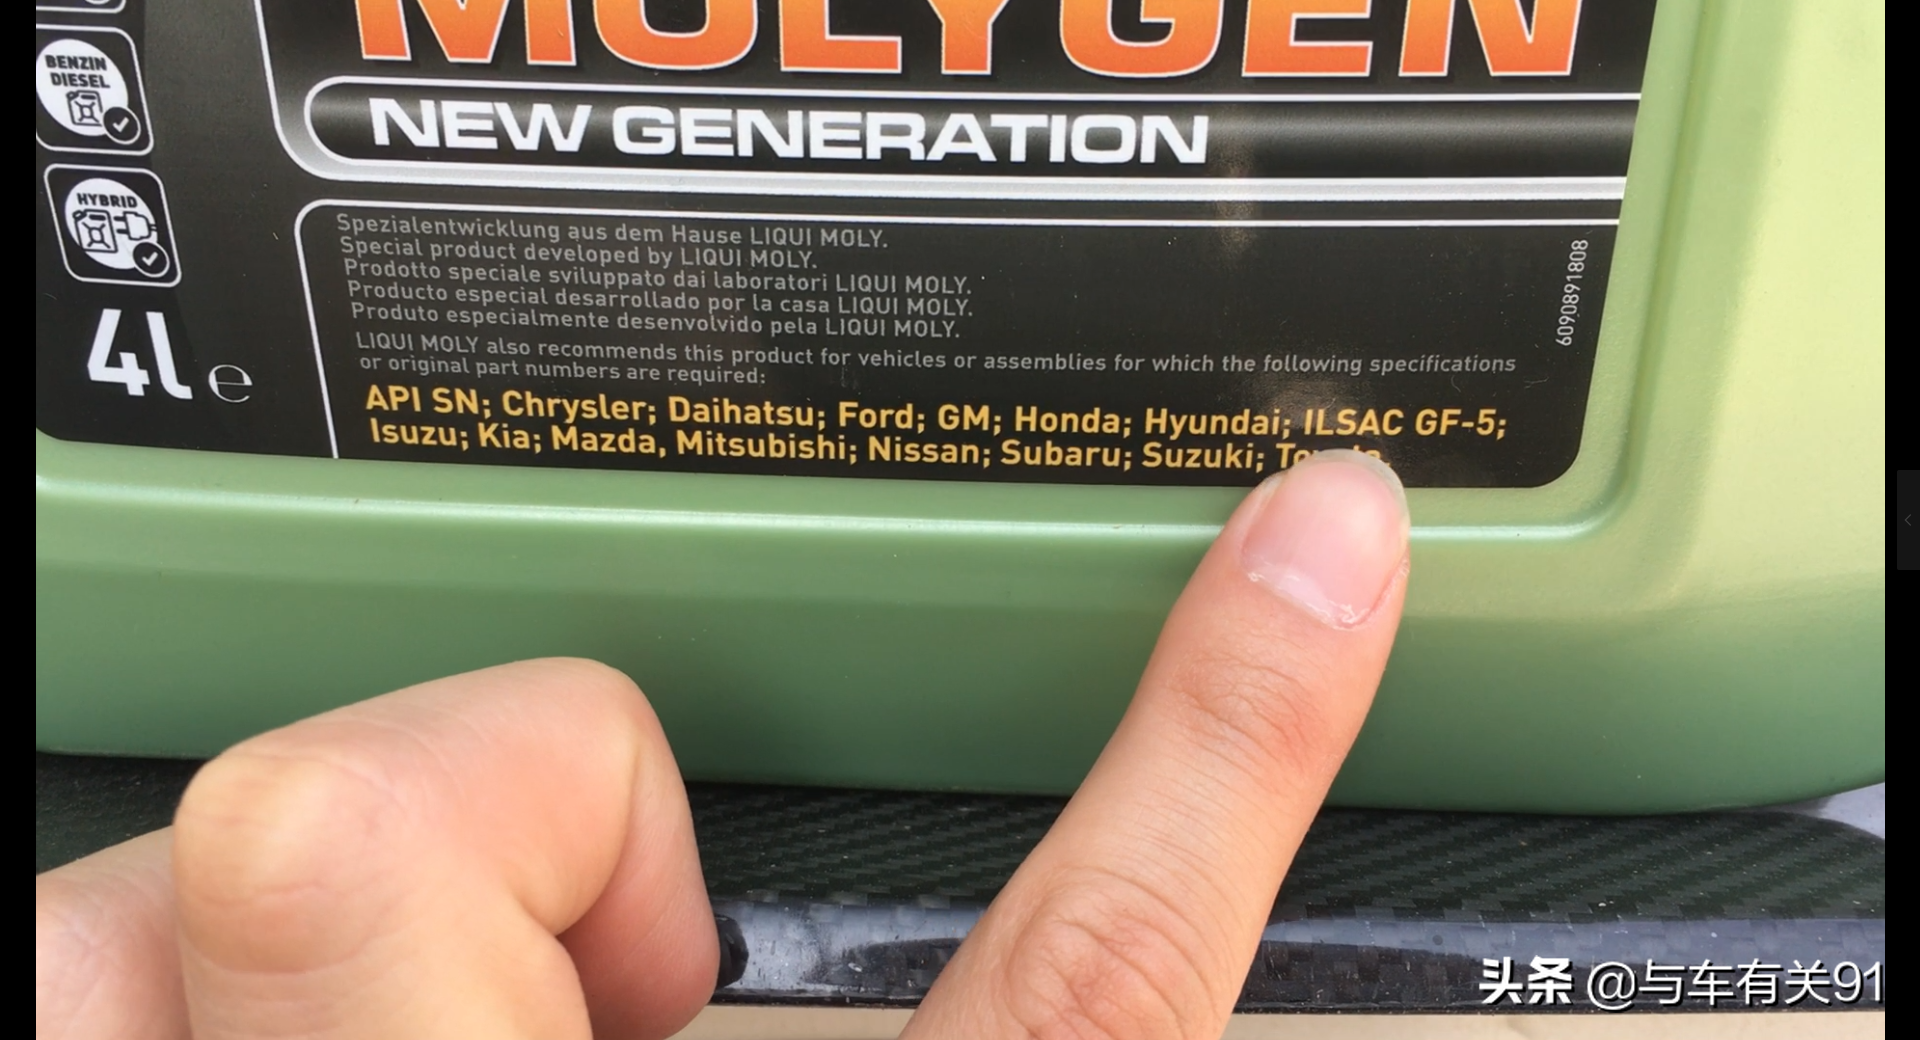 MOLYGEN
NEW GENERATION
BENZIN
DIESEL
HYBRID
4l e
Spezialentwicklung aus dem Hause LIQUI MOLY.
Special product developed by LIQUI MOLY.
Prodotto speciale sviluppato dai laboratori LIQUI MOLY.
Producto especial desarrollado por la casa LIQUI MOLY.
Produto especialmente desenvolvido pela LIQUI MOLY.
LIQUI MOLY also recommends this product for vehicles or assemblies for which the following specifications
or original part numbers are required:
API SN; Chrysler; Daihatsu; Ford; GM; Honda; Hyundai; ILSAC GF-5;
Isuzu; Kia; Mazda, Mitsubishi; Nissan; Subaru; Suzuki;
6090891808
头条 @与车有关91